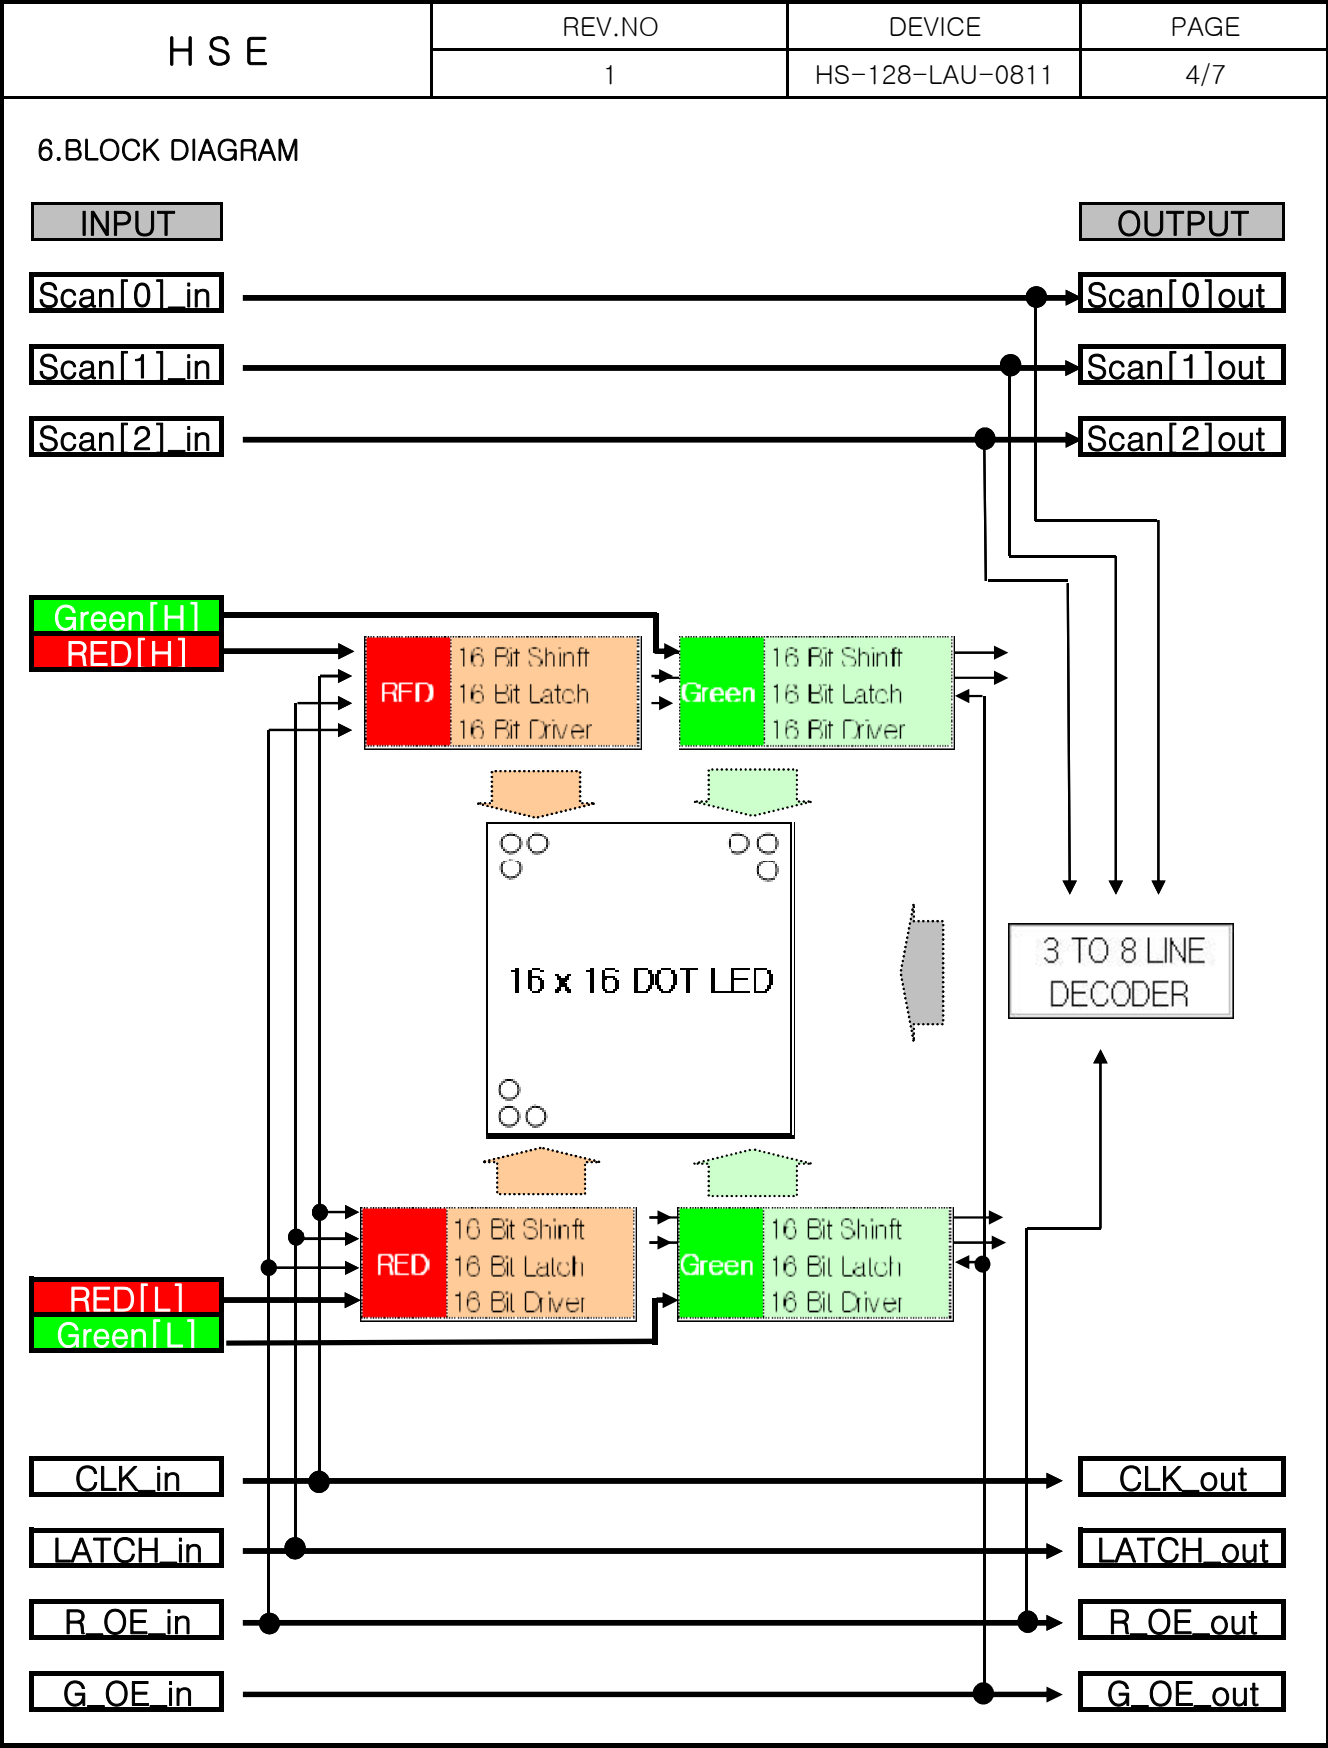 H S E
REV.NO
DEVICE
PAGE
1
HS-128-LAU-0811
4/7
6.BLOCK DIAGRAM
INPUT
OUTPUT
Scan[0]_in
Scan[0]out
Scan[1]_in
Scan[1]out
Scan[2]_in
Scan[2]out
Green[H]
RED[H]
RED
16 Bit Shinft
16 Bit Latch
16 Bit Driver
Green
16 Bit Shinft
16 Bit Latch
16 Bit Driver
16 x 16 DOT LED
3 TO 8 LINE
DECODER
RED
16 Bit Shinft
16 Bit Latch
16 Bit Driver
Green
16 Bit Shinft
16 Bit Latch
16 Bit Driver
RED[L]
Green[L]
CLK_in
CLK_out
LATCH_in
LATCH_out
R_OE_in
R_OE_out
G_OE_in
G_OE_out